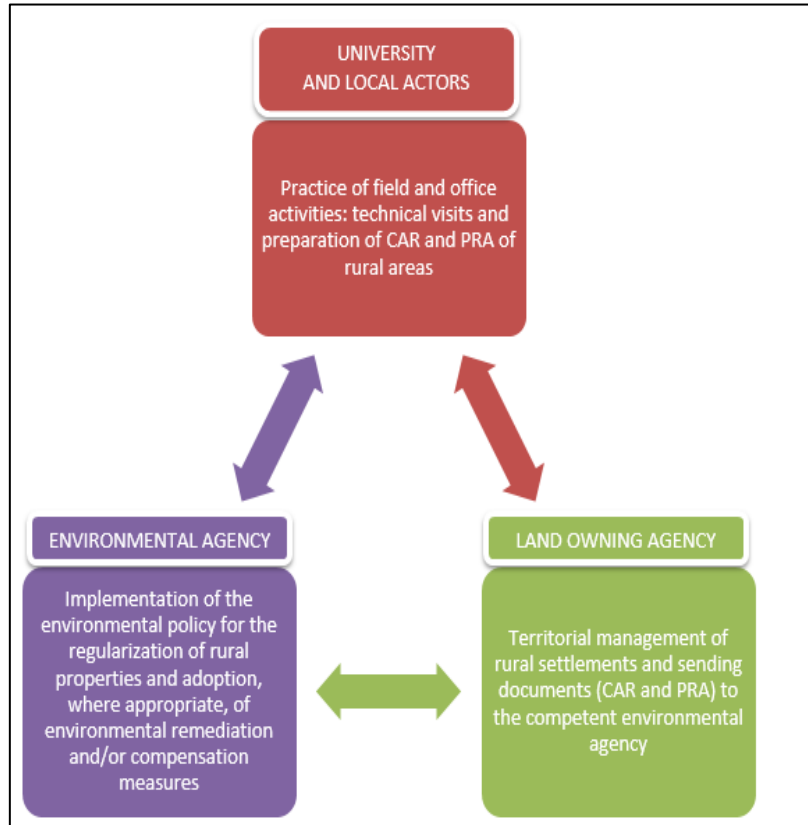 UNIVERSITY
AND LOCAL ACTORS
Practice of field and office
activities: technical visits and
preparation of CAR and PRA of
rural areas
ENVIRONMENTAL AGENCY
Implementation of the
environmental policy for the
regularization of rural
properties and adoption,
where appropriate, of
environmental remediation
and/or compensation
measures
LAND OWNING AGENCY
Territorial management of
rural settlements and sending
documents (CAR and PRA) to
the competent environmental
agency